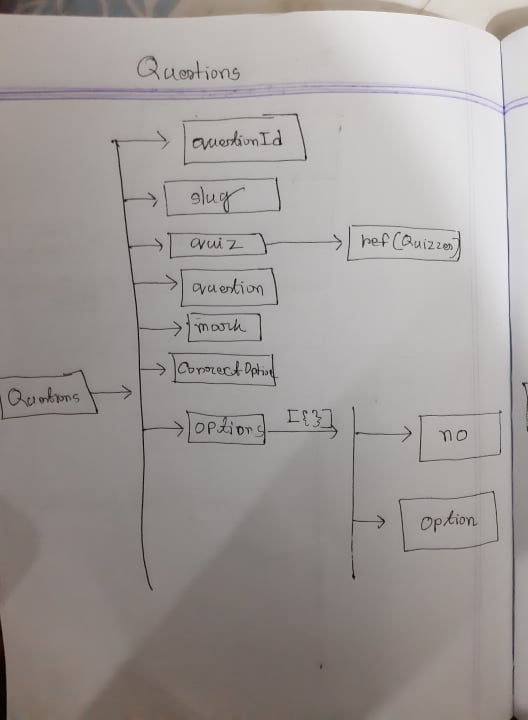 Questions
questionId
slug
quiz
ref(Quizzes)
question
mark
CorrectOption
Questions
options
[{}]
no
option